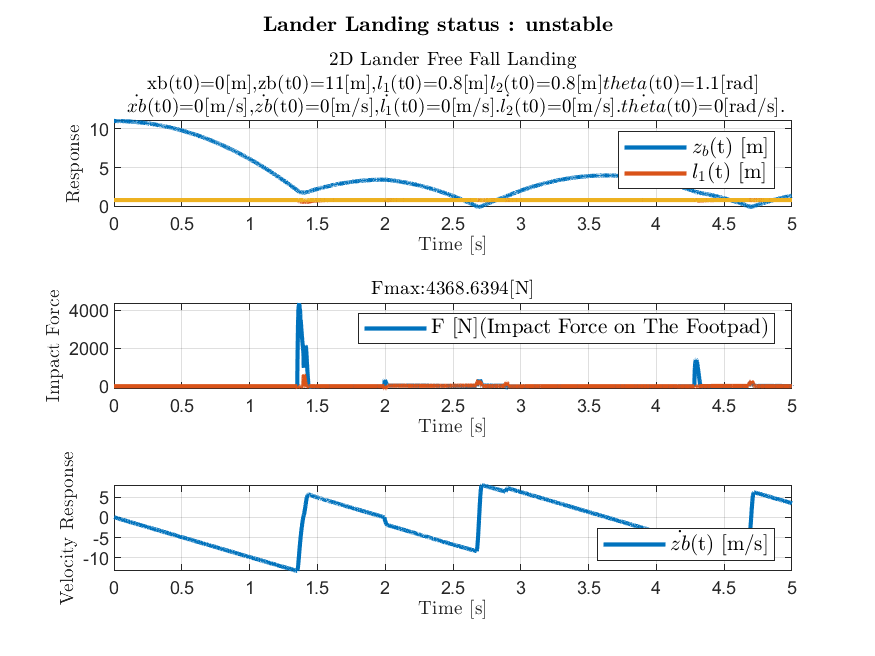 Lander Landing status : unstable
2D Lander Free Fall Landing
xb(t0)=0[m],zb(t0)=11[m],l₁(t0)=0.8[m]l₂(t0)=0.8[m]theta(t0)=1.1[rad]
ẋb(t0)=0[m/s],żb(t0)=0[m/s],l̇₁(t0)=0[m/s].l̇₂(t0)=0[m/s].thėta(t0)=0[rad/s].
Response
10
5
0
z_b(t) [m]
l₁(t) [m]
0 0.5 1 1.5 2 2.5 3 3.5 4 4.5 5
Time [s]
Fmax:4368.6394[N]
Impact Force
4000
2000
0
F [N](Impact Force on The Footpad)
0 0.5 1 1.5 2 2.5 3 3.5 4 4.5 5
Time [s]
Velocity Response
5
0
-5
-10
żb(t) [m/s]
0 0.5 1 1.5 2 2.5 3 3.5 4 4.5 5
Time [s]